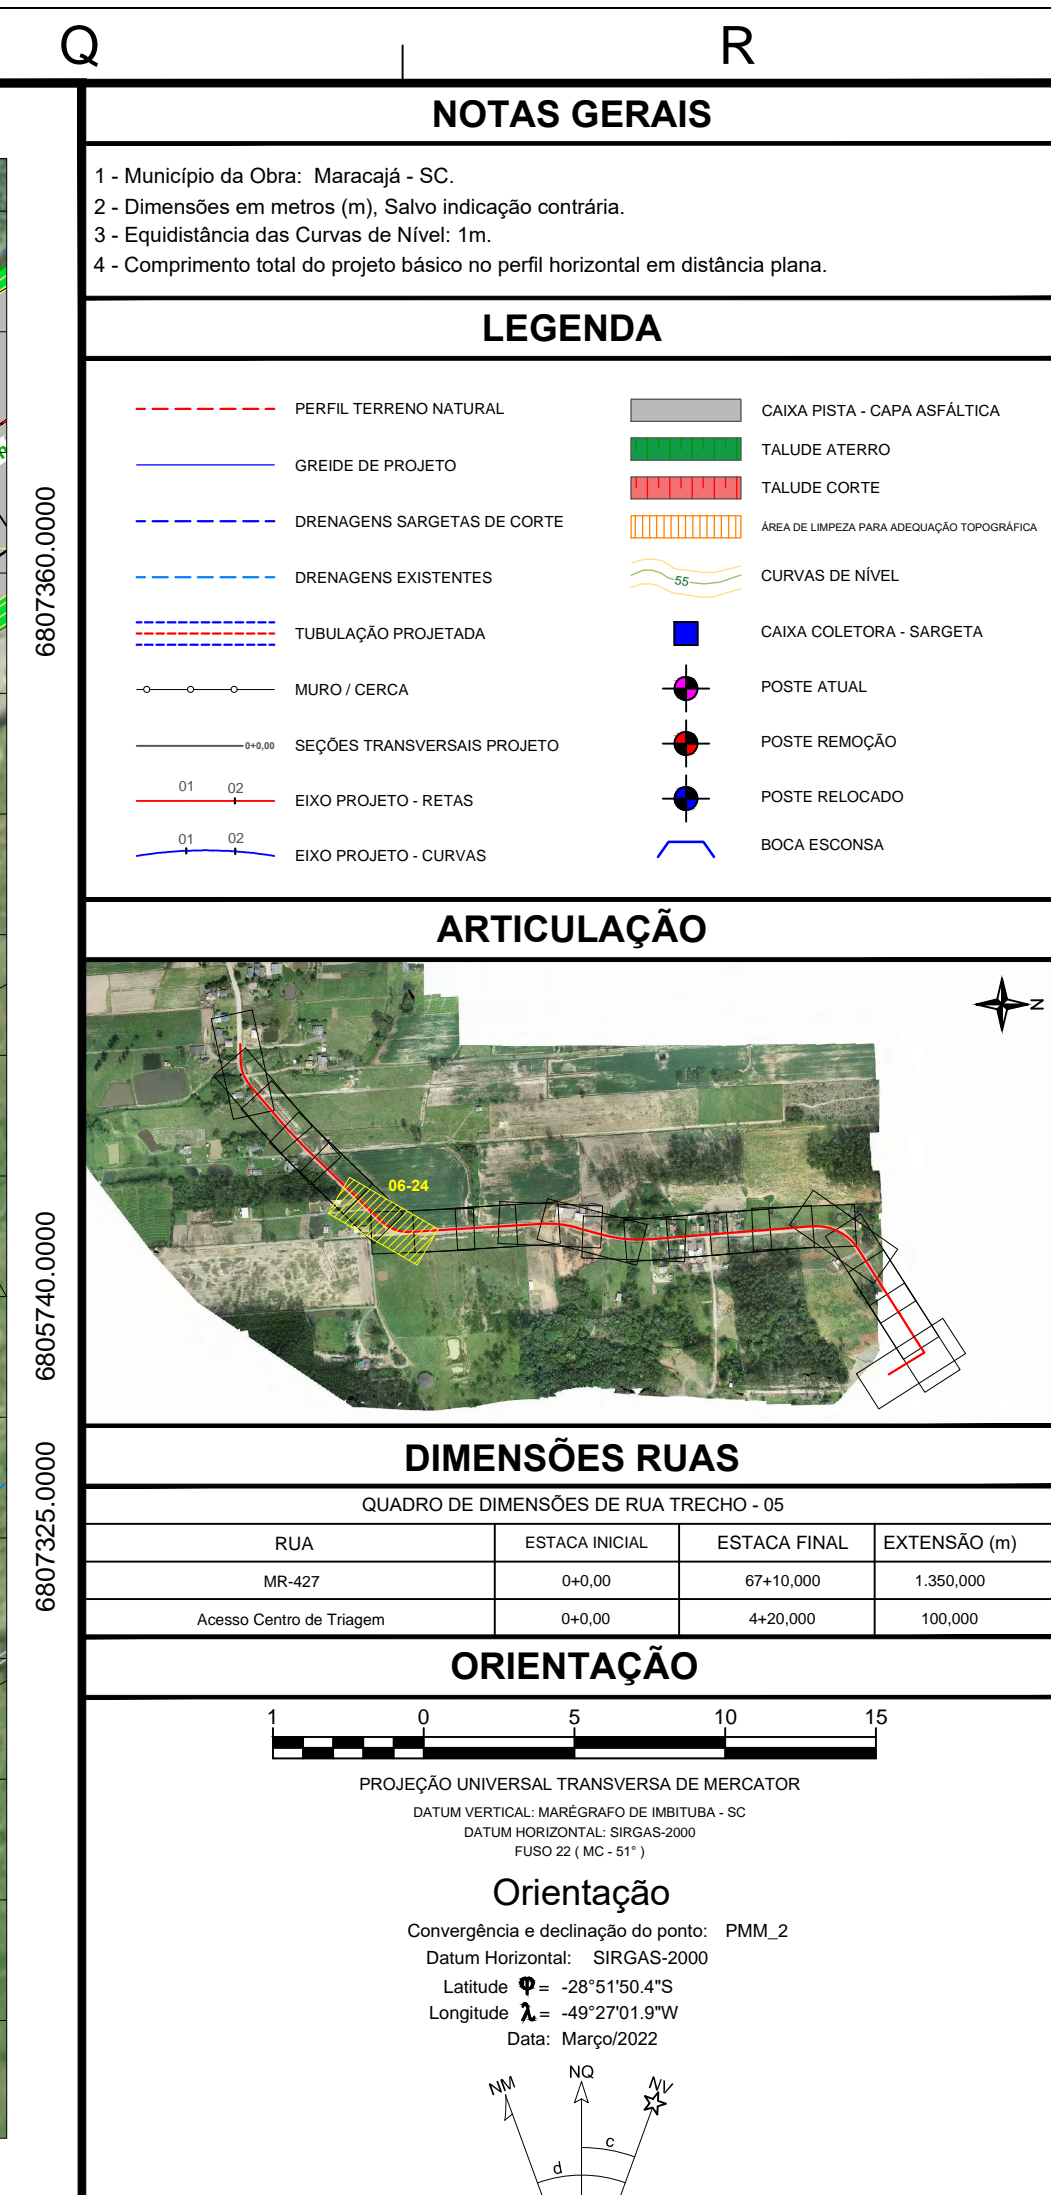 Q
R
NOTAS GERAIS
1 - Município da Obra: Maracajá - SC.
2 - Dimensões em metros (m), Salvo indicação contrária.
3 - Equidistância das Curvas de Nível: 1m.
4 - Comprimento total do projeto básico no perfil horizontal em distância plana.
LEGENDA
PERFIL TERRENO NATURAL
GREIDE DE PROJETO
DRENAGENS SARGETAS DE CORTE
DRENAGENS EXISTENTES
TUBULAÇÃO PROJETADA
MURO / CERCA
0+0,00 SEÇÕES TRANSVERSAIS PROJETO
01 02
EIXO PROJETO - RETAS
01 02
EIXO PROJETO - CURVAS
CAIXA PISTA - CAPA ASFÁLTICA
TALUDE ATERRO
TALUDE CORTE
ÁREA DE LIMPEZA PARA ADEQUAÇÃO TOPOGRÁFICA
55 CURVAS DE NÍVEL
CAIXA COLETORA - SARGETA
POSTE ATUAL
POSTE REMOÇÃO
POSTE RELOCADO
BOCA ESCONSA
6807360.0000
6805740.0000
6807325.0000
ARTICULAÇÃO
N
06-24
DIMENSÕES RUAS
QUADRO DE DIMENSÕES DE RUA TRECHO - 05
RUA ESTACA INICIAL ESTACA FINAL EXTENSÃO (m)
MR-427 0+0,00 67+10,000 1.350,000
Acesso Centro de Triagem 0+0,00 4+20,000 100,000
ORIENTAÇÃO
1 0 5 10 15
PROJEÇÃO UNIVERSAL TRANSVERSA DE MERCATOR
DATUM VERTICAL: MARÉGRAFO DE IMBITUBA - SC
DATUM HORIZONTAL: SIRGAS-2000
FUSO 22 ( MC - 51° )
Orientação
Convergência e declinação do ponto: PMM_2
Datum Horizontal: SIRGAS-2000
Latitude φ = -28°51'50.4"S
Longitude λ = -49°27'01.9"W
Data: Março/2022
NM NQ NV
c
d